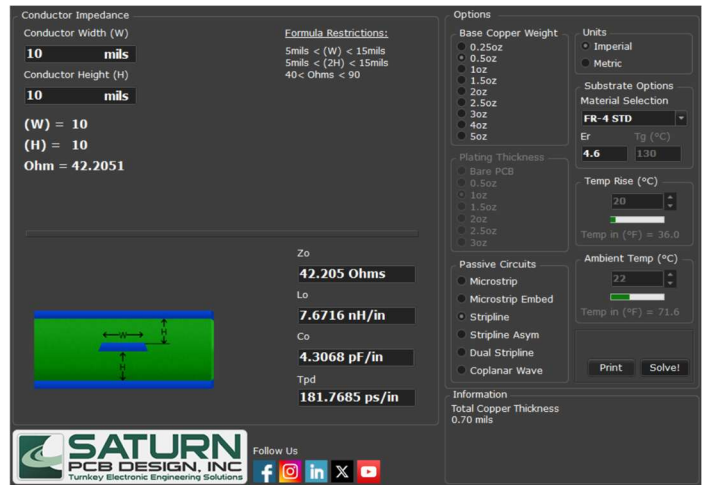 Conductor Impedance
Conductor Width (W)
10 mils
Conductor Height (H)
10 mils
(W) = 10
(H) = 10
Ohm = 42.2051
Formula Restrictions:
5mils < (W) < 15mils
5mils < (2H) < 15mils
40< Ohms < 90
Zo
42.205 Ohms
Lo
7.6716 nH/in
Co
4.3068 pF/in
Tpd
181.7685 ps/in
W
H
H
Options
Base Copper Weight
0.25oz
0.5oz
1oz
1.5oz
2oz
2.5oz
3oz
4oz
5oz
Plating Thickness
Bare PCB
0.5oz
1oz
1.5oz
2oz
2.5oz
3oz
Passive Circuits
Microstrip
Microstrip Embed
Stripline
Stripline Asym
Dual Stripline
Coplanar Wave
Units
Imperial
Metric
Substrate Options
Material Selection
FR-4 STD
Er Tg (°C)
4.6 130
Temp Rise (°C)
20
Temp in (°F) = 36.0
Ambient Temp (°C)
22
Temp in (°F) = 71.6
Print Solve!
Information
Total Copper Thickness
0.70 mils
SATURN
PCB DESIGN, INC
Turnkey Electronic Engineering Solutions
Follow Us
f in X